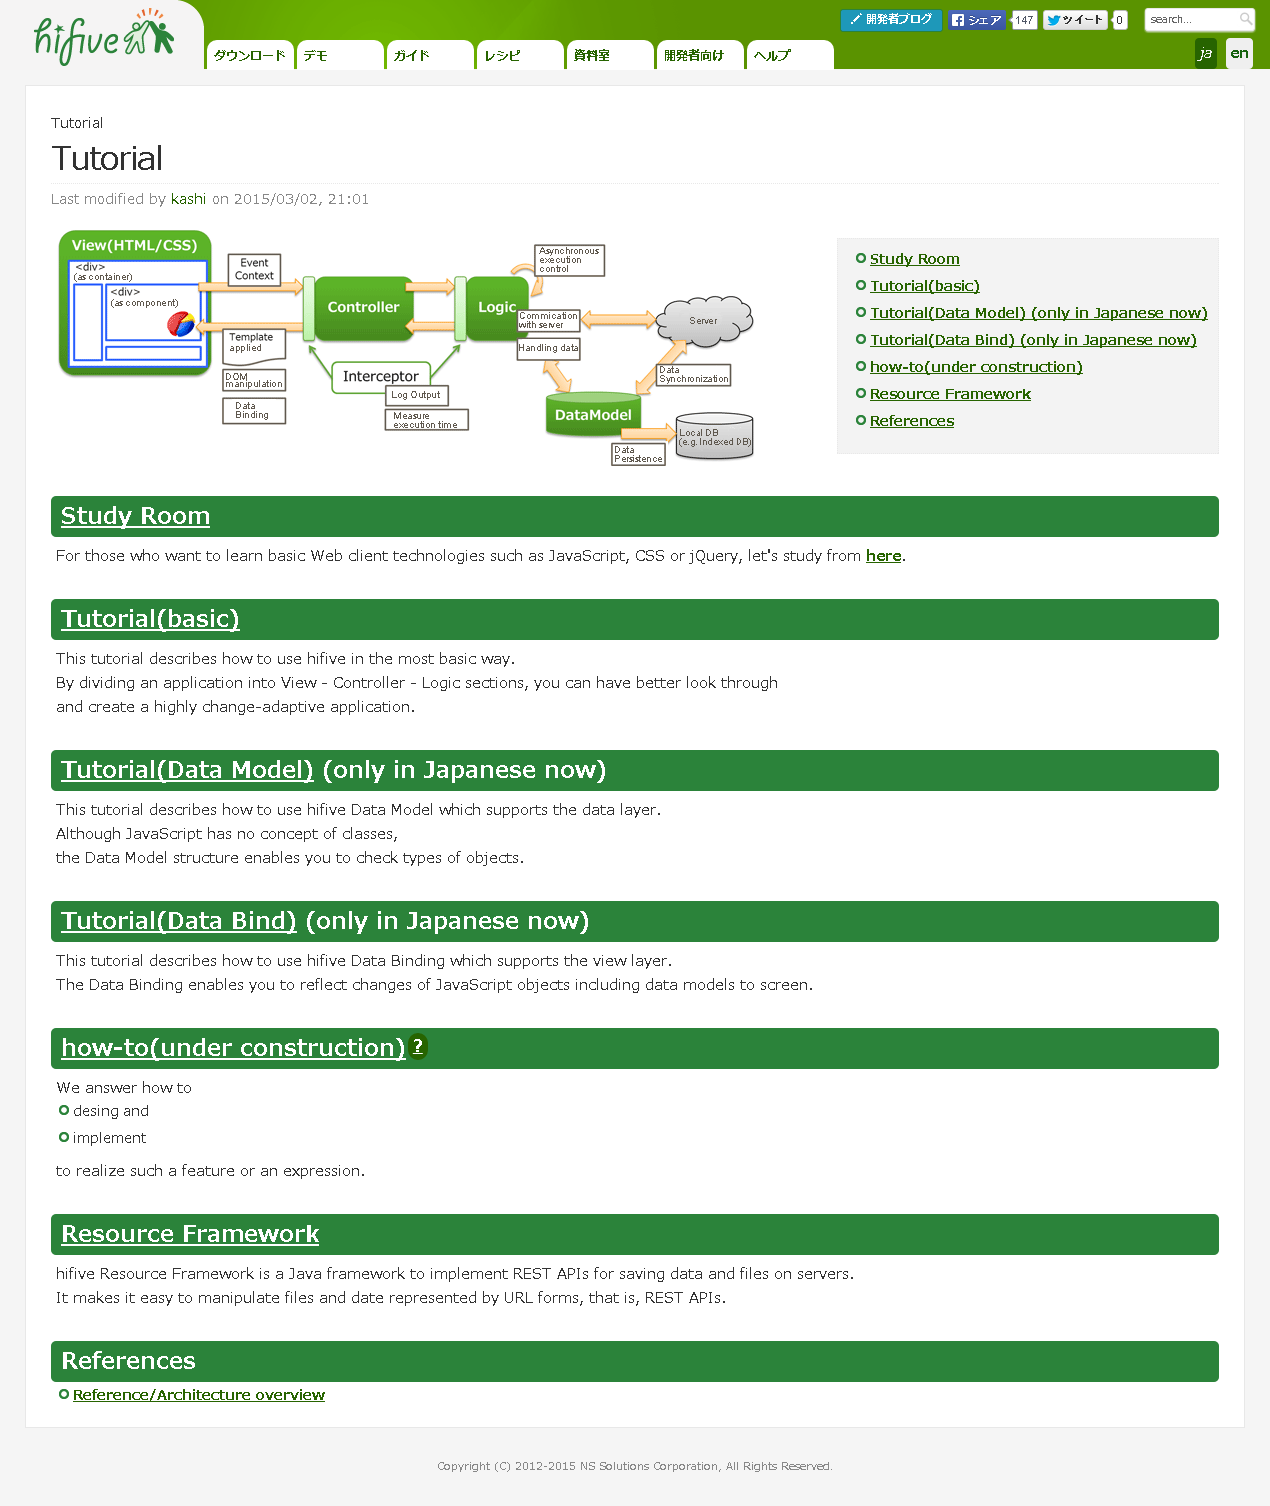 hifive
開発者ブログ
シェア
147
ツイート
0
search...
ダウンロード
デモ
ガイド
レシピ
資料室
開発者向け
ヘルプ
ja
en
Tutorial
Tutorial
Last modified by kashi on 2015/03/02, 21:01
View(HTML/CSS)
<div>
(as container)
<div>
(as component)
Event
Context
Template
applied
DOM
manipulation
Data
Binding
Controller
Interceptor
Log Output
Measure
execution time
Logic
Asynchronous
execution
control
Commication
with server
Handling data
Server
Data
Synchronization
DataModel
Data
Persistence
Local DB
(e.g. Indexed DB)
Study Room
Tutorial(basic)
Tutorial(Data Model) (only in Japanese now)
Tutorial(Data Bind) (only in Japanese now)
how-to(under construction)
Resource Framework
References
Study Room
For those who want to learn basic Web client technologies such as JavaScript, CSS or jQuery, let's study from here.
Tutorial(basic)
This tutorial describes how to use hifive in the most basic way.
By dividing an application into View - Controller - Logic sections, you can have better look through
and create a highly change-adaptive application.
Tutorial(Data Model) (only in Japanese now)
This tutorial describes how to use hifive Data Model which supports the data layer.
Although JavaScript has no concept of classes,
the Data Model structure enables you to check types of objects.
Tutorial(Data Bind) (only in Japanese now)
This tutorial describes how to use hifive Data Binding which supports the view layer.
The Data Binding enables you to reflect changes of JavaScript objects including data models to screen.
how-to(under construction)?
We answer how to
desing and
implement
to realize such a feature or an expression.
Resource Framework
hifive Resource Framework is a Java framework to implement REST APIs for saving data and files on servers.
It makes it easy to manipulate files and date represented by URL forms, that is, REST APIs.
References
Reference/Architecture overview
Copyright (C) 2012-2015 NS Solutions Corporation, All Rights Reserved.